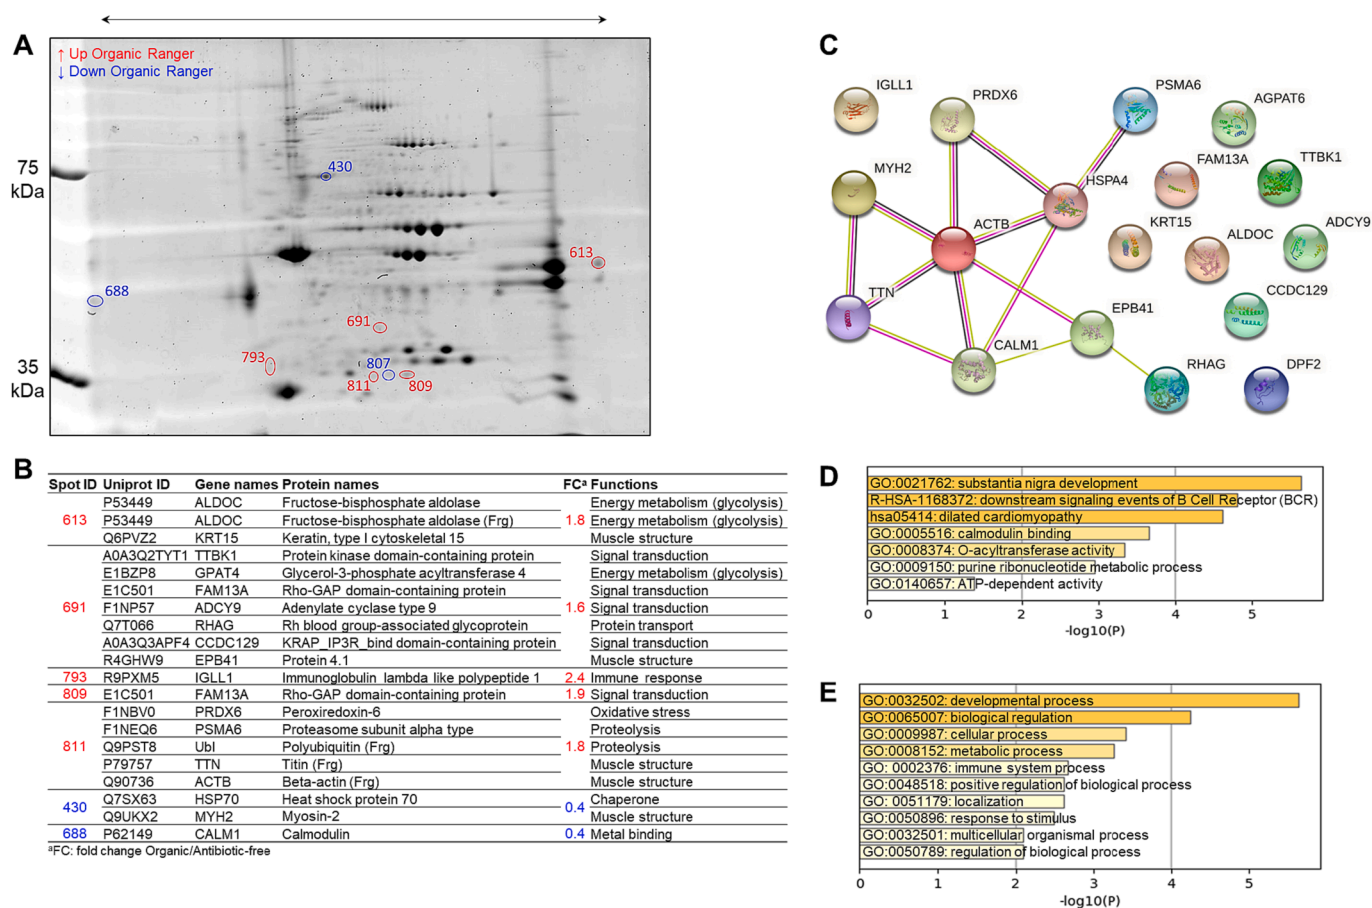 A
↑ Up Organic Ranger
↓ Down Organic Ranger
75
kDa
35
kDa
430
613
688
691
793
807
811
809
C
IGLL1
PRDX6
PSMA6
AGPAT6
MYH2
HSPA4
FAM13A
TTBK1
ACTB
KRT15
ALDOC
ADCY9
TTN
CALM1
EPB41
CCDC129
RHAG
DPF2
B
Spot ID Uniprot ID Gene names Protein names FCᵃ Functions
P53449 ALDOC Fructose-bisphosphate aldolase Energy metabolism (glycolysis)
613 P53449 ALDOC Fructose-bisphosphate aldolase (Frg) 1.8 Energy metabolism (glycolysis)
Q6PVZ2 KRT15 Keratin, type I cytoskeletal 15 Muscle structure
A0A3Q2TYT1 TTBK1 Protein kinase domain-containing protein Signal transduction
E1BZP8 GPAT4 Glycerol-3-phosphate acyltransferase 4 Energy metabolism (glycolysis)
E1C501 FAM13A Rho-GAP domain-containing protein Signal transduction
691 F1NP57 ADCY9 Adenylate cyclase type 9 1.6 Signal transduction
Q7T066 RHAG Rh blood group-associated glycoprotein Protein transport
A0A3Q3APF4 CCDC129 KRAP_IP3R_bind domain-containing protein Signal transduction
R4GHW9 EPB41 Protein 4.1 Muscle structure
793 R9PXM5 IGLL1 Immunoglobulin lambda like polypeptide 1 2.4 Immune response
809 E1C501 FAM13A Rho-GAP domain-containing protein 1.9 Signal transduction
F1NBV0 PRDX6 Peroxiredoxin-6 Oxidative stress
F1NEQ6 PSMA6 Proteasome subunit alpha type Proteolysis
811 Q9PST8 UbI Polyubiquitin (Frg) 1.8 Proteolysis
P79757 TTN Titin (Frg) Muscle structure
Q90736 ACTB Beta-actin (Frg) Muscle structure
430 Q7SX63 HSP70 Heat shock protein 70 0.4 Chaperone
Q9UKX2 MYH2 Myosin-2 Muscle structure
688 P62149 CALM1 Calmodulin 0.4 Metal binding
ᵃFC: fold change Organic/Antibiotic-free
D
GO:0021762: substantia nigra development
R-HSA-1168372: downstream signaling events of B Cell Receptor (BCR)
hsa05414: dilated cardiomyopathy
GO:0005516: calmodulin binding
GO:0008374: O-acyltransferase activity
GO:0009150: purine ribonucleotide metabolic process
GO:0140657: ATP-dependent activity
0 1 2 3 4 5
-log10(P)
E
GO:0032502: developmental process
GO:0065007: biological regulation
GO:0009987: cellular process
GO:0008152: metabolic process
GO: 0002376: immune system process
GO:0048518: positive regulation of biological process
GO: 0051179: localization
GO:0050896: response to stimulus
GO:0032501: multicellular organismal process
GO:0050789: regulation of biological process
0 1 2 3 4 5
-log10(P)